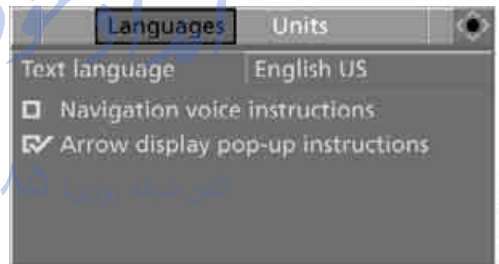 Languages Units
Text language English US
Navigation voice instructions
Arrow display pop-up instructions